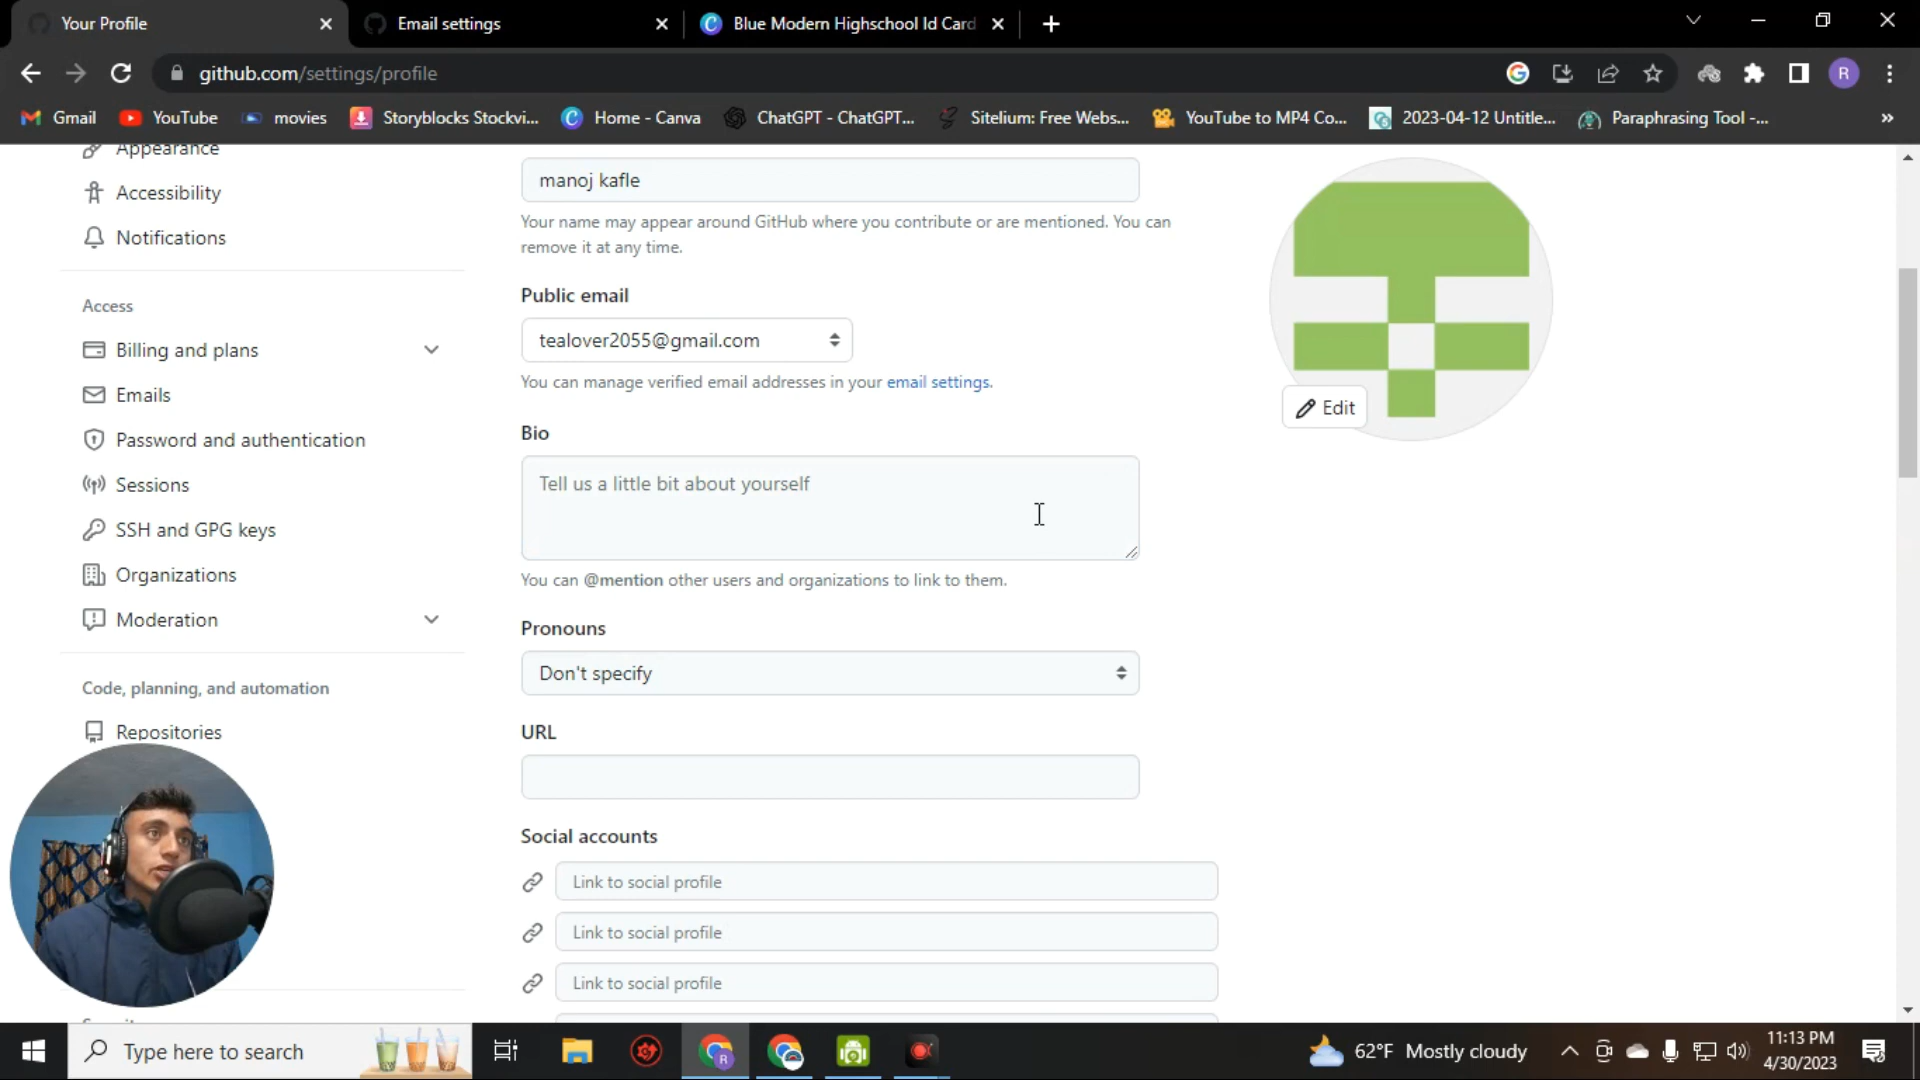 Your Profile
Email settings
Blue Modern Highschool Id Card
github.com/settings/profile
R
Gmail
YouTube
movies
Storyblocks Stockvi...
Home - Canva
ChatGPT - ChatGPT...
Sitelium: Free Webs...
YouTube to MP4 Co...
2023-04-12 Untitle...
Paraphrasing Tool -...
»
Appearance
Accessibility
Notifications
Access
Billing and plans
Emails
Password and authentication
Sessions
SSH and GPG keys
Organizations
Moderation
Code, planning, and automation
Repositories
manoj kafle
Your name may appear around GitHub where you contribute or are mentioned. You can
remove it at any time.
Public email
tealover2055@gmail.com
You can manage verified email addresses in your email settings.
Bio
Tell us a little bit about yourself
You can @mention other users and organizations to link to them.
Pronouns
Don't specify
URL
Social accounts
Link to social profile
Link to social profile
Link to social profile
Edit
Type here to search
R
62°F Mostly cloudy
11:13 PM
4/30/2023